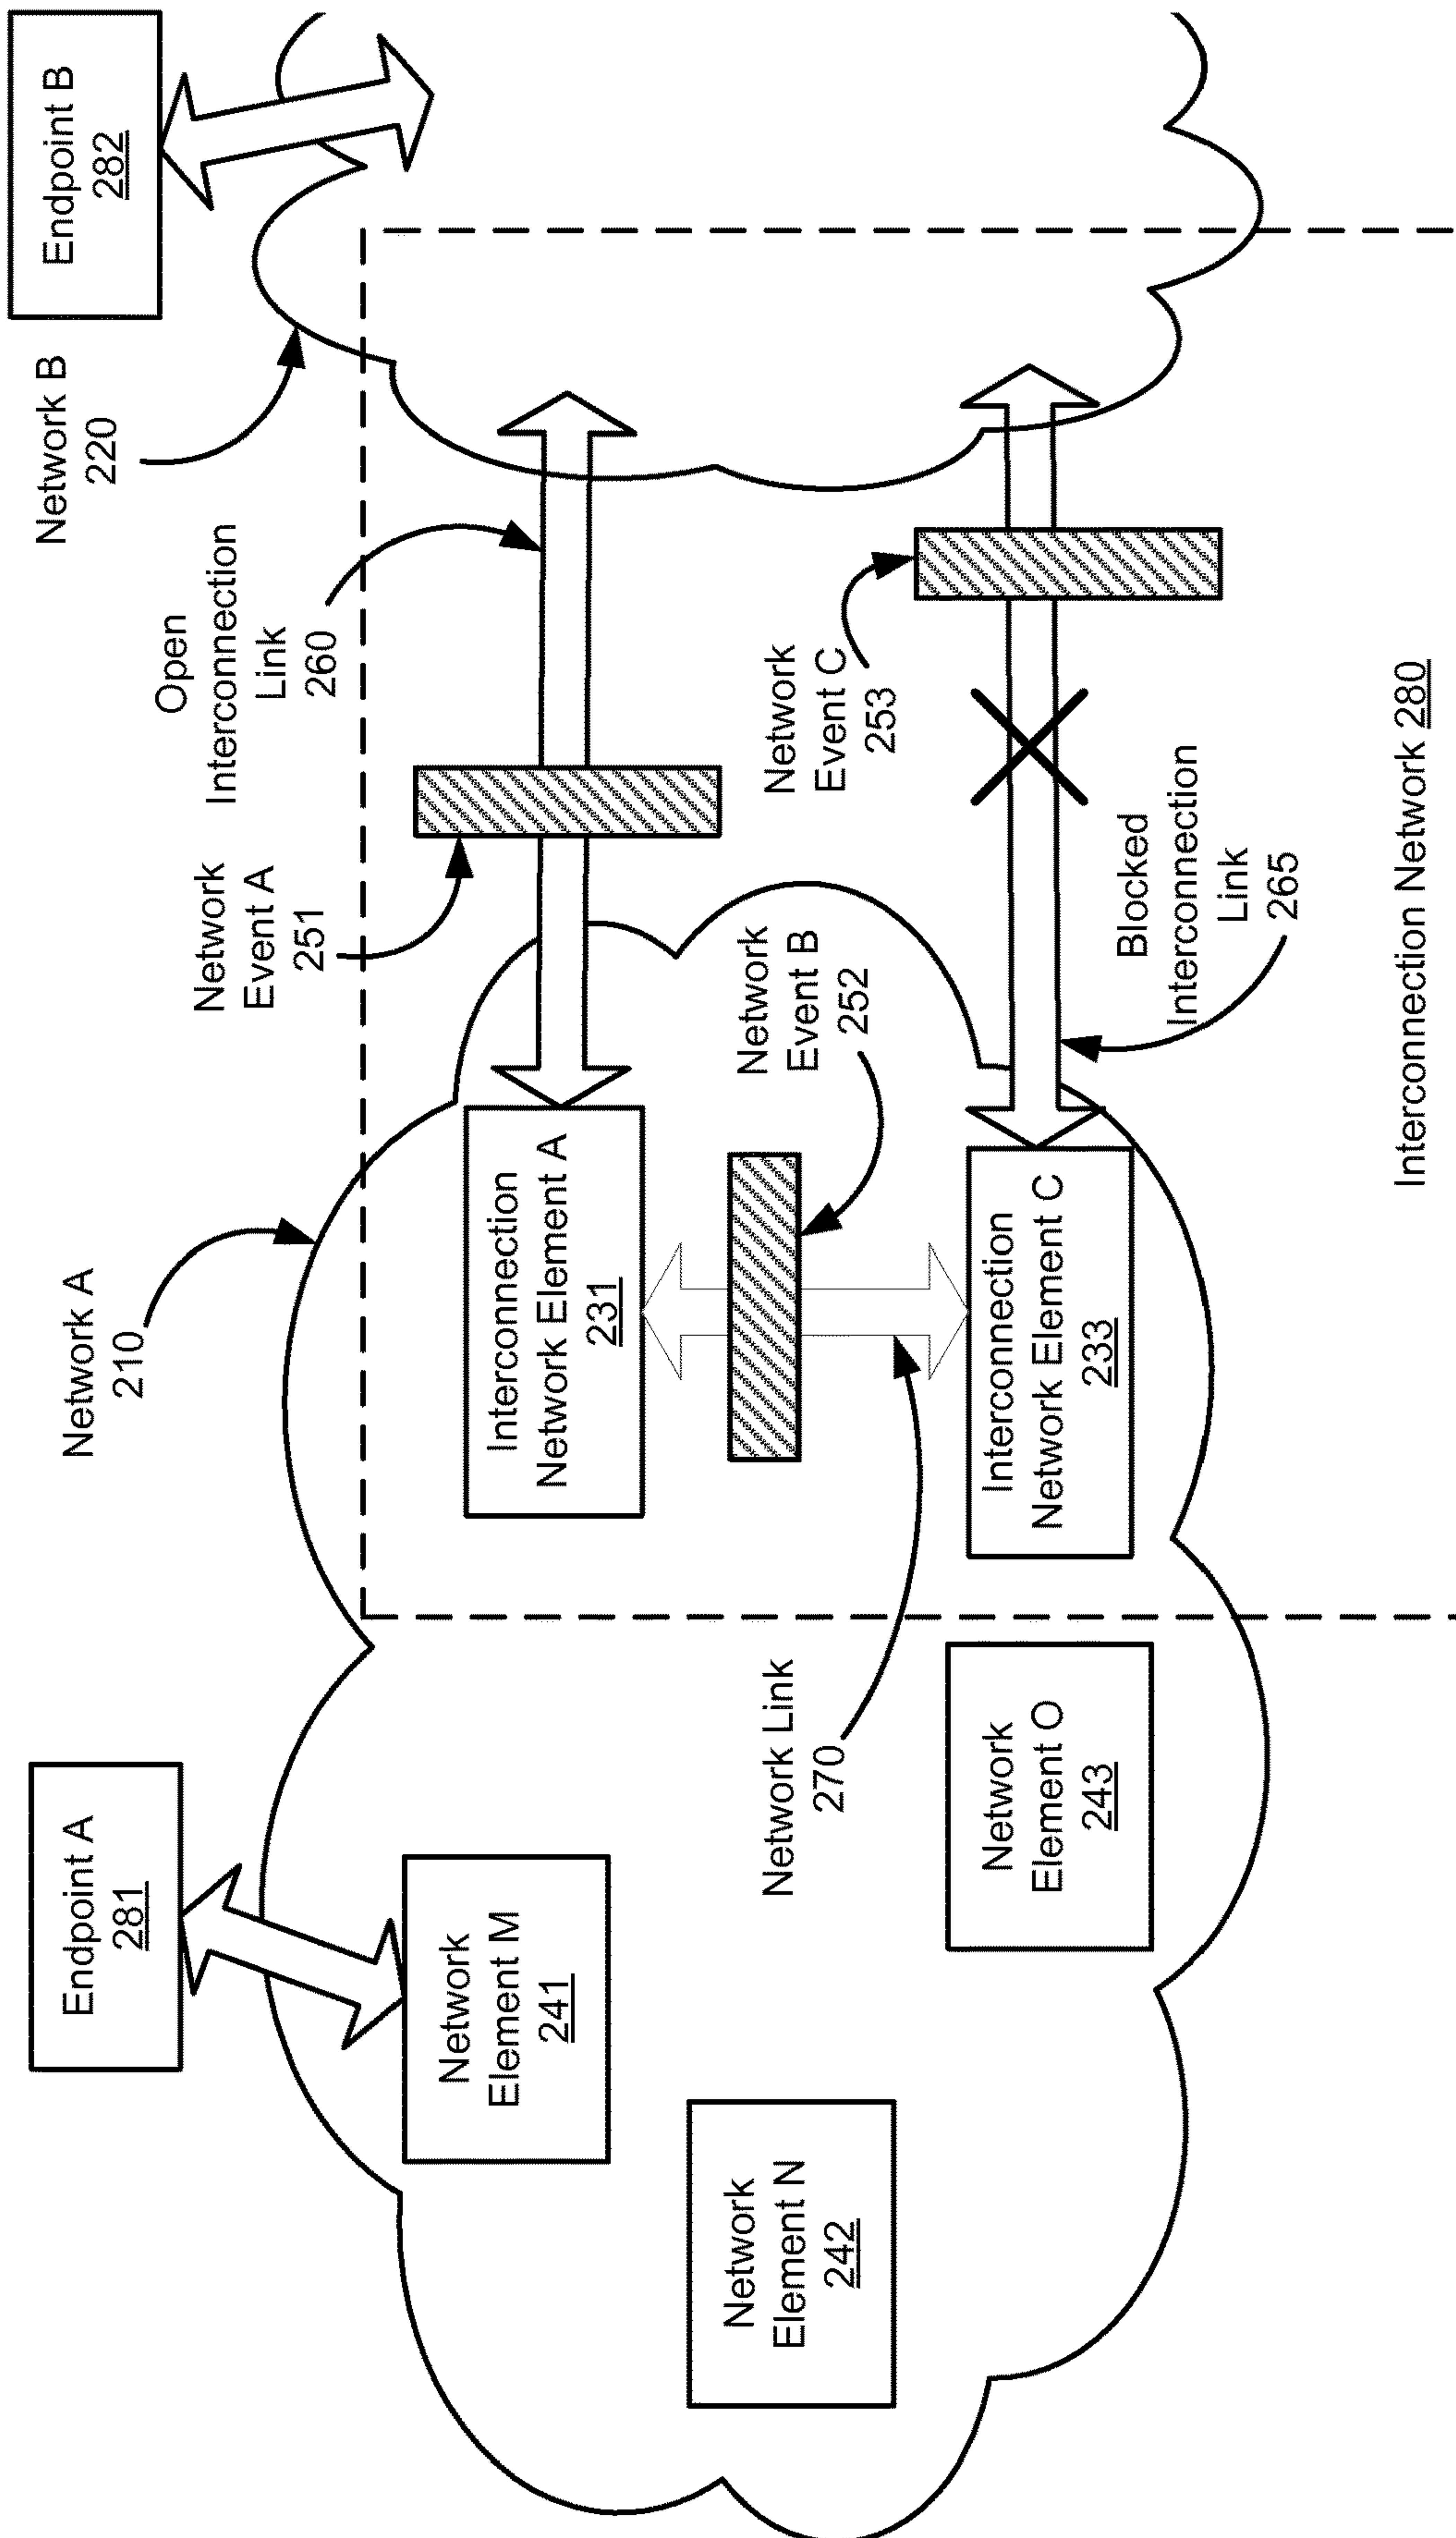 Endpoint A
281
Network A
210
Network B
220
Endpoint B
282
Open
Interconnection
Link
260
Network
Event A
251
Network
Element M
241
Interconnection
Network Element A
231
Network
Event B
252
Network
Event C
253
Network
Element N
242
Network Link
270
Network
Element O
243
Interconnection
Network Element C
233
Blocked
Interconnection
Link
265
Interconnection Network 280